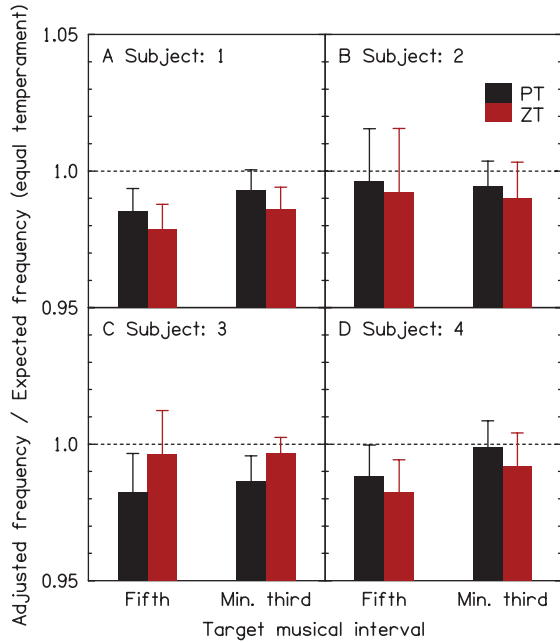 Adjusted frequency / Expected frequency (equal temperament)
1.05
A Subject: 1
B Subject: 2
PT
ZT
1.0
0.95
C Subject: 3
D Subject: 4
1.0
0.95
Fifth Min. third Fifth Min. third
Target musical interval